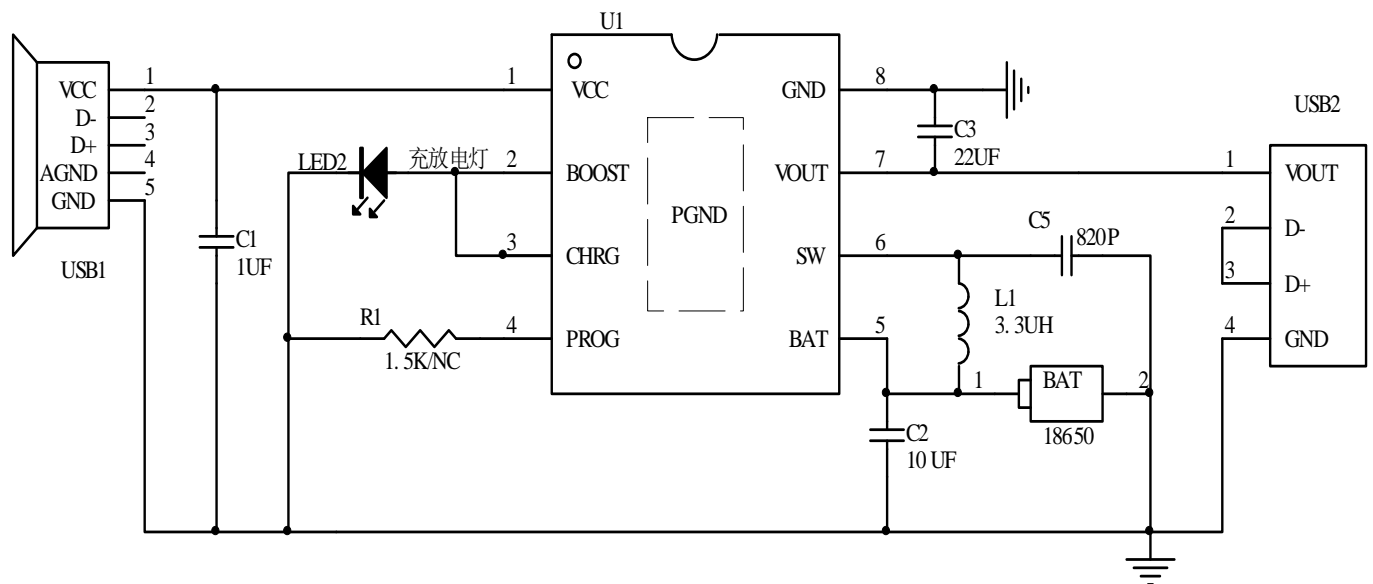 U1
VCC
D-
D+
AGND
GND
1
2
3
4
5
USB1
C1
1UF
LED2
充放电灯
R1
1. 5K/NC
1
2
3
4
VCC
BOOST
CHRG
PROG
PGND
GND
VOUT
SW
BAT
8
7
6
5
C3
22UF
C5
820P
L1
3. 3UH
1
BAT
2
18650
C2
10 UF
USB2
1
2
3
4
VOUT
D-
D+
GND